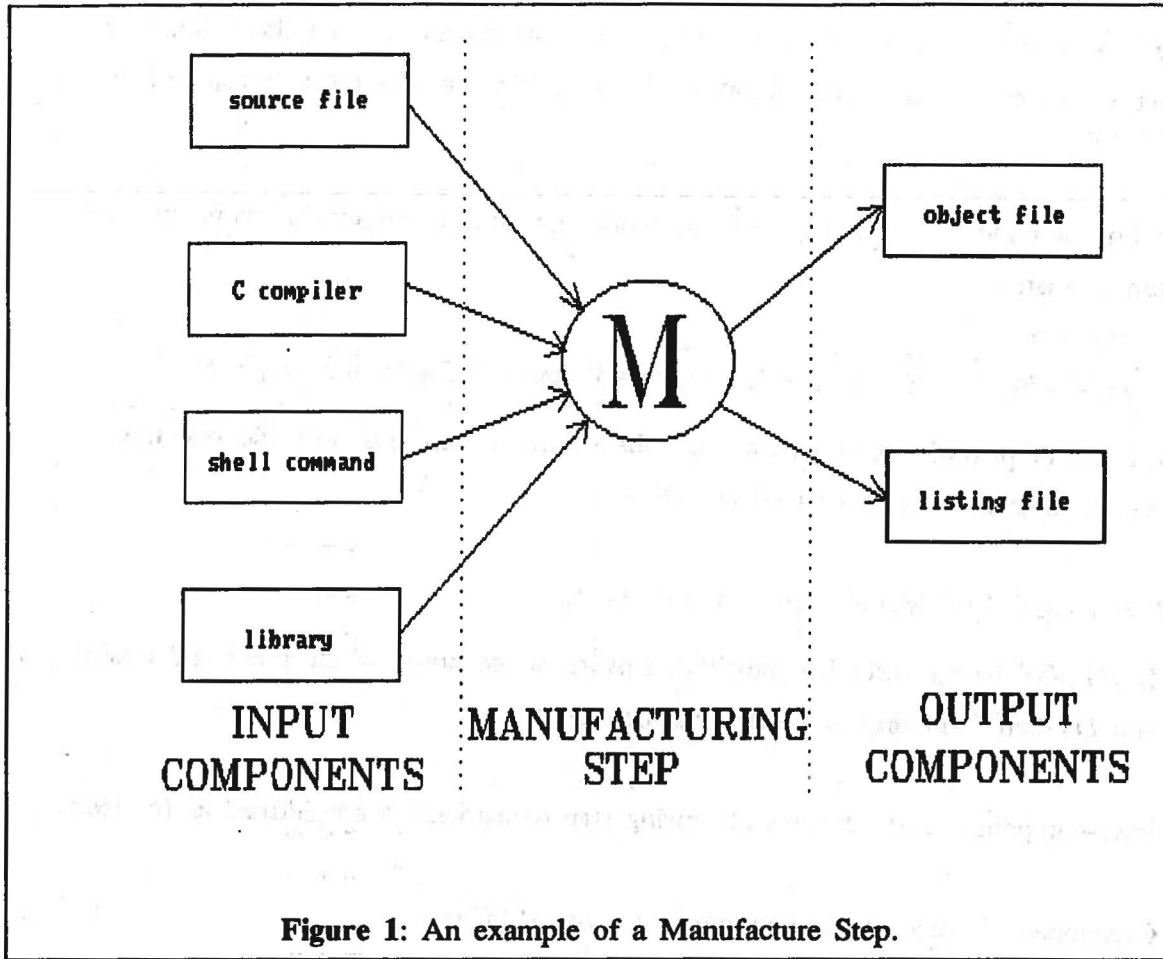 source file
C compiler
shell command
library
M
object file
listing file
INPUT
COMPONENTS
MANUFACTURING
STEP
OUTPUT
COMPONENTS
Figure 1: An example of a Manufacture Step.